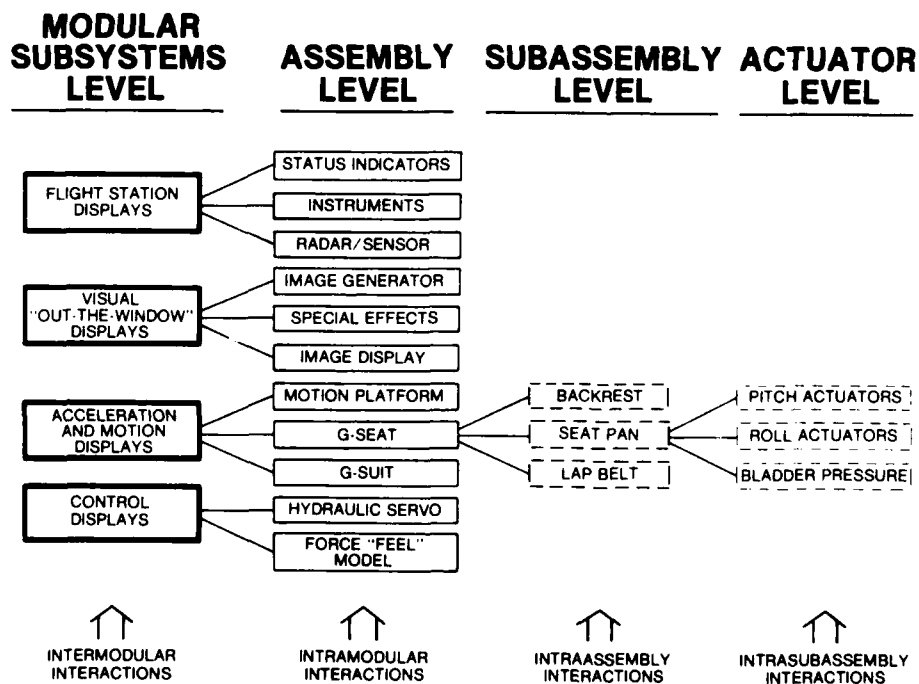 MODULAR
SUBSYSTEMS
LEVEL
ASSEMBLY
LEVEL
SUBASSEMBLY
LEVEL
ACTUATOR
LEVEL
FLIGHT STATION
DISPLAYS
STATUS INDICATORS
INSTRUMENTS
RADAR/SENSOR
VISUAL
"OUT-THE-WINDOW"
DISPLAYS
IMAGE GENERATOR
SPECIAL EFFECTS
IMAGE DISPLAY
ACCELERATION
AND MOTION
DISPLAYS
MOTION PLATFORM
G-SEAT
G-SUIT
BACKREST
SEAT PAN
LAP BELT
PITCH ACTUATORS
ROLL ACTUATORS
BLADDER PRESSURE
CONTROL
DISPLAYS
HYDRAULIC SERVO
FORCE "FEEL"
MODEL
INTERMODULAR
INTERACTIONS
INTRAMODULAR
INTERACTIONS
INTRAASSEMBLY
INTERACTIONS
INTRASUBASSEMBLY
INTERACTIONS